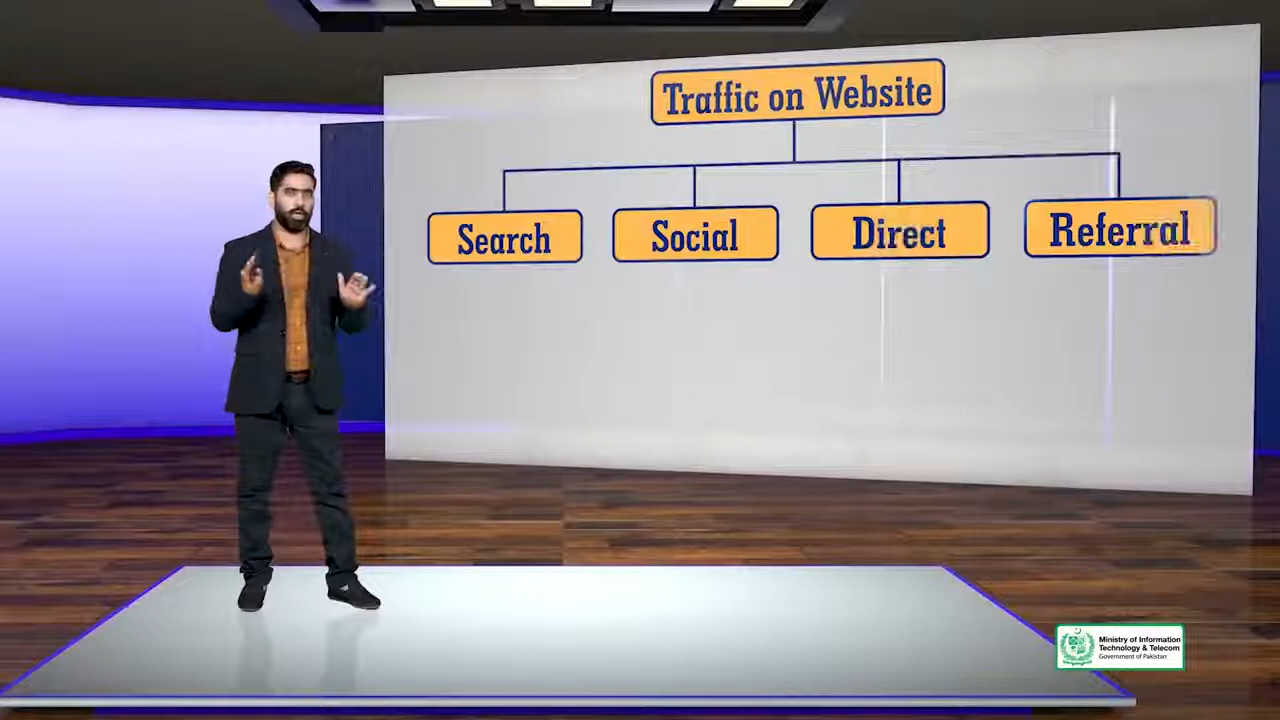 Traffic on Website
Search
Social
Direct
Referral
Ministry of Information
Technology & Telecom
Government of Pakistan